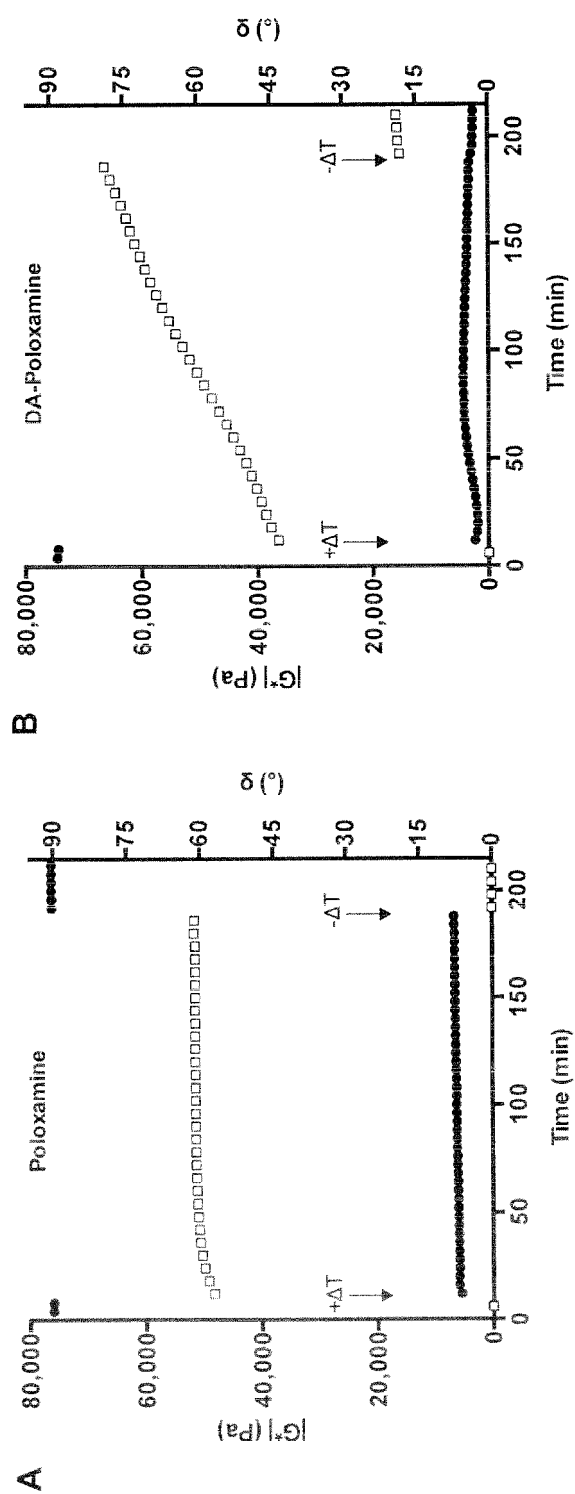 A
Poloxamine
80,000
60,000
40,000
20,000
0
|G*| (Pa)
+ΔT
-ΔT
90
75
60
45
30
15
0
δ (°)
0
50
100
150
200
Time (min)
B
DA-Poloxamine
80,000
60,000
40,000
20,000
0
|G*| (Pa)
+ΔT
-ΔT
90
75
60
45
30
15
0
δ (°)
0
50
100
150
200
Time (min)